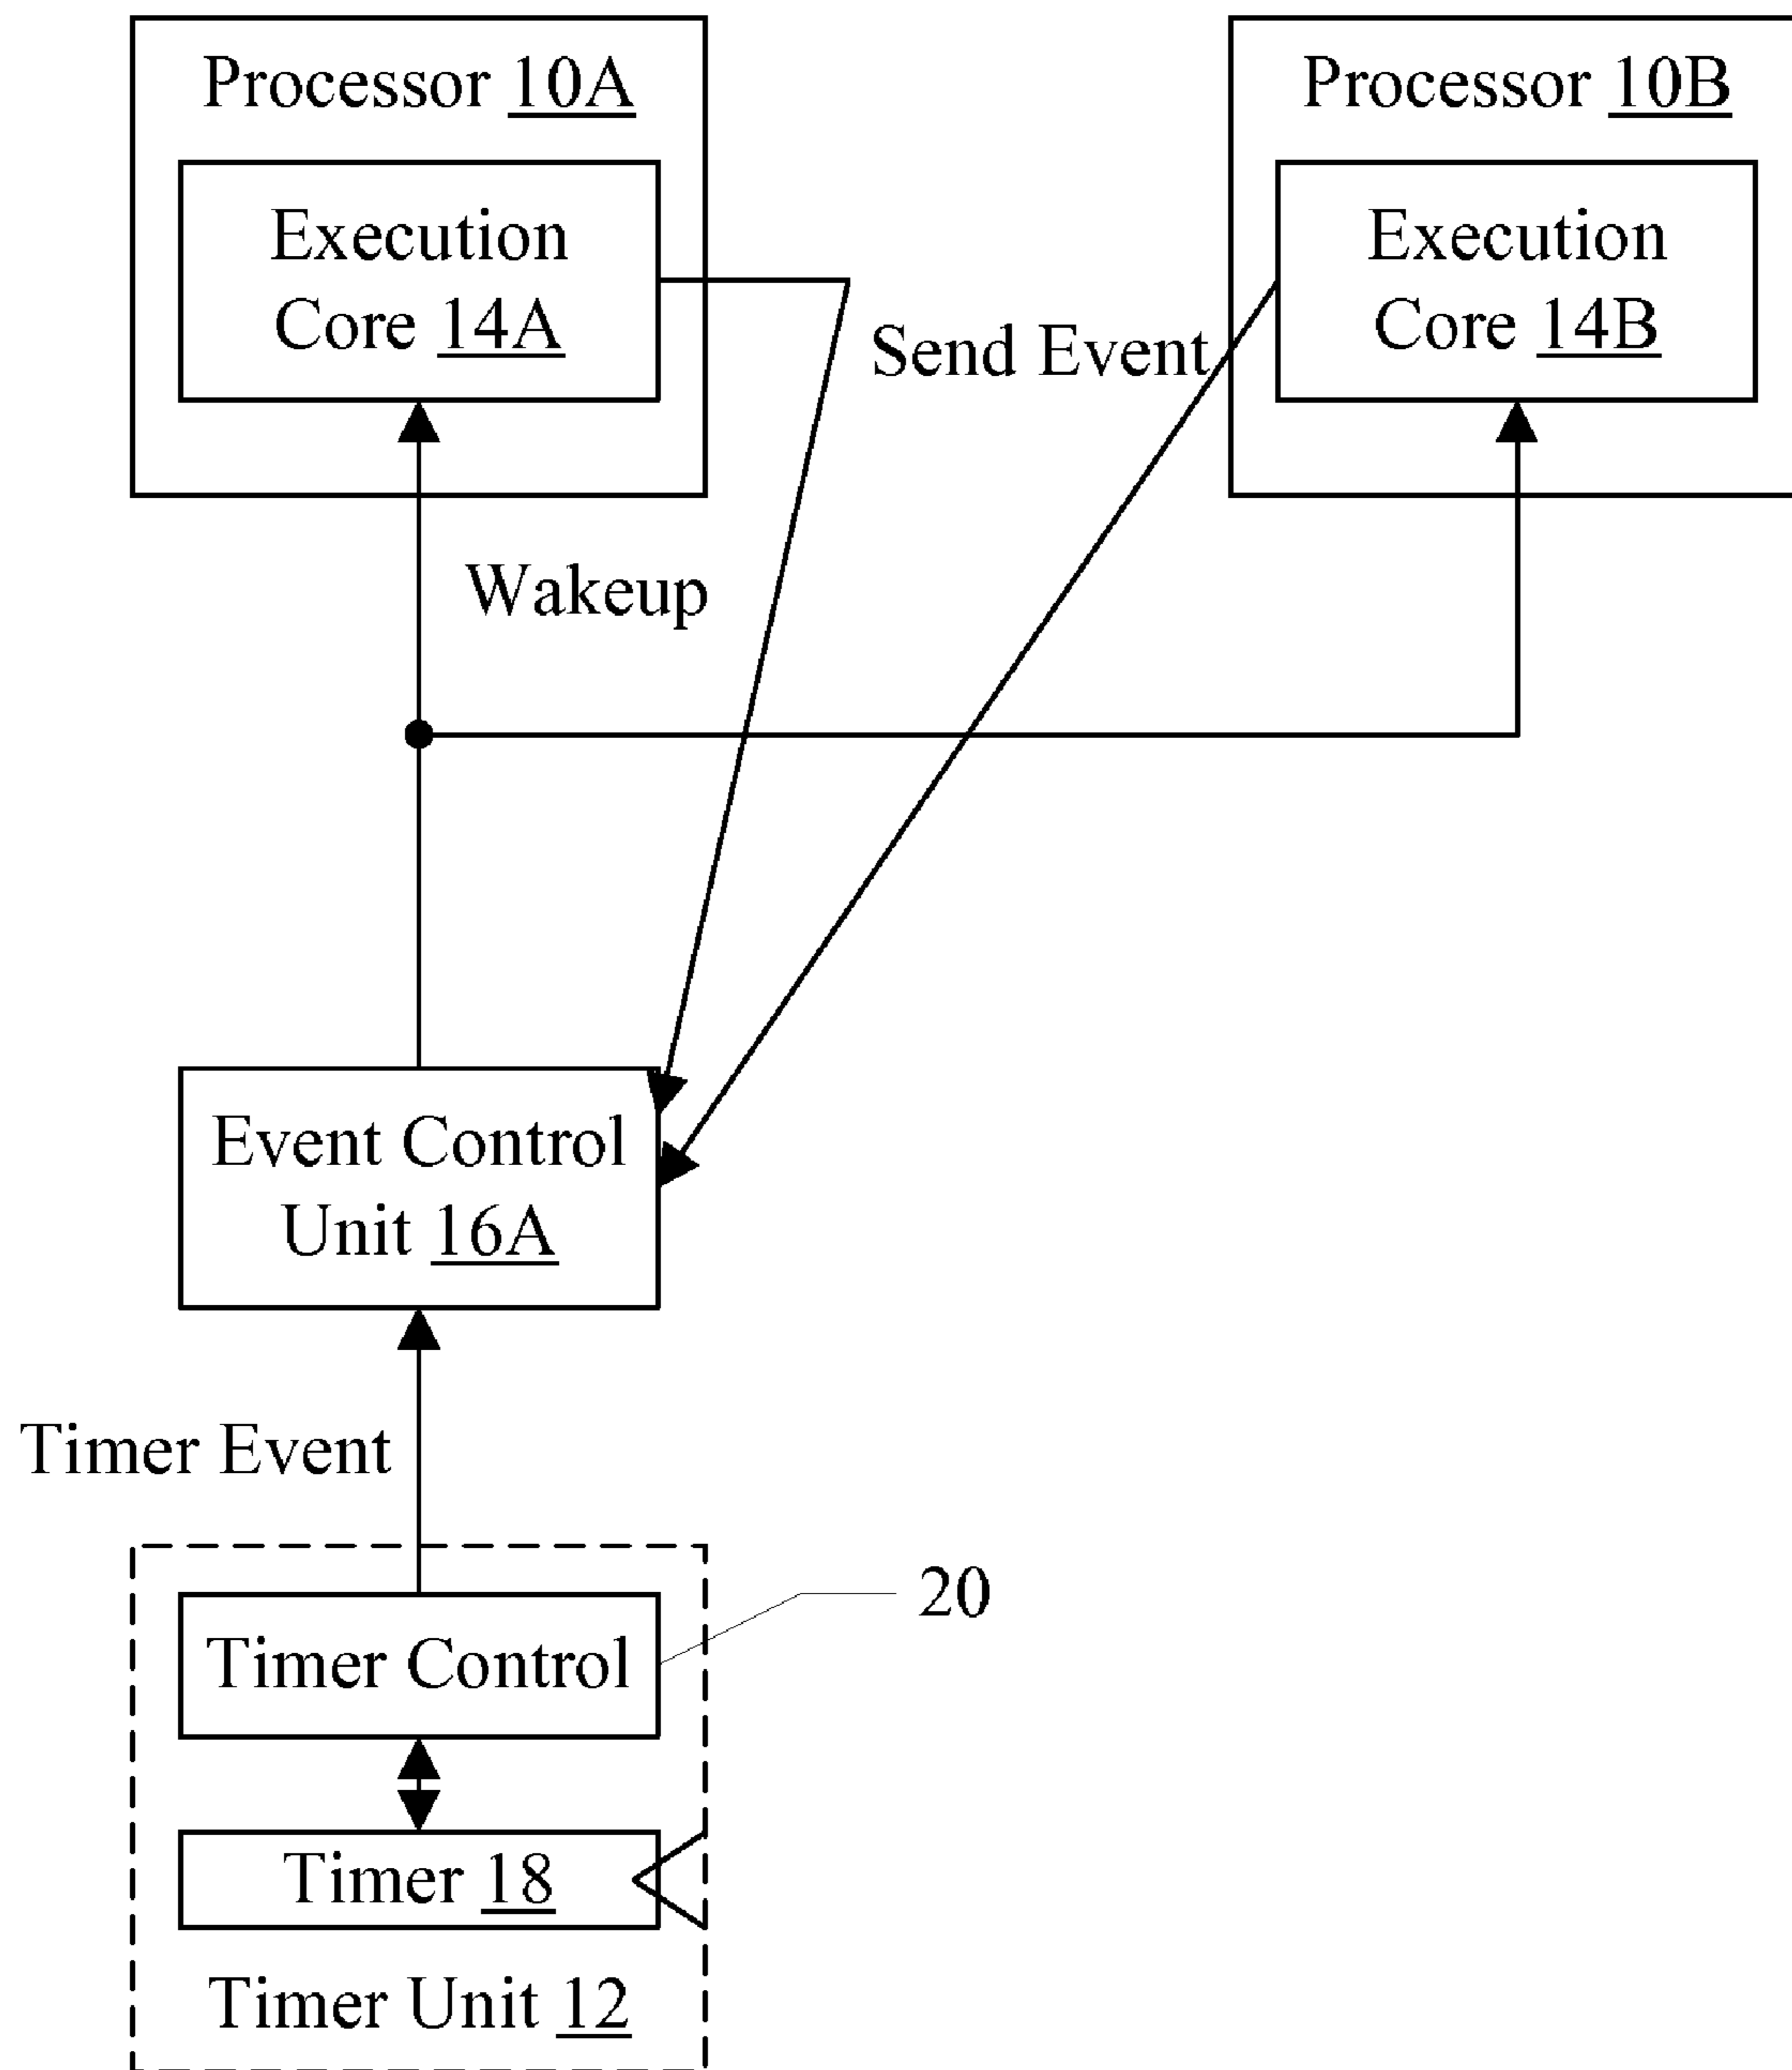 Processor 10A
Execution
Core 14A
Processor 10B
Execution
Core 14B
Send Event
Wakeup
Event Control
Unit 16A
Timer Event
Timer Control
20
Timer 18
Timer Unit 12